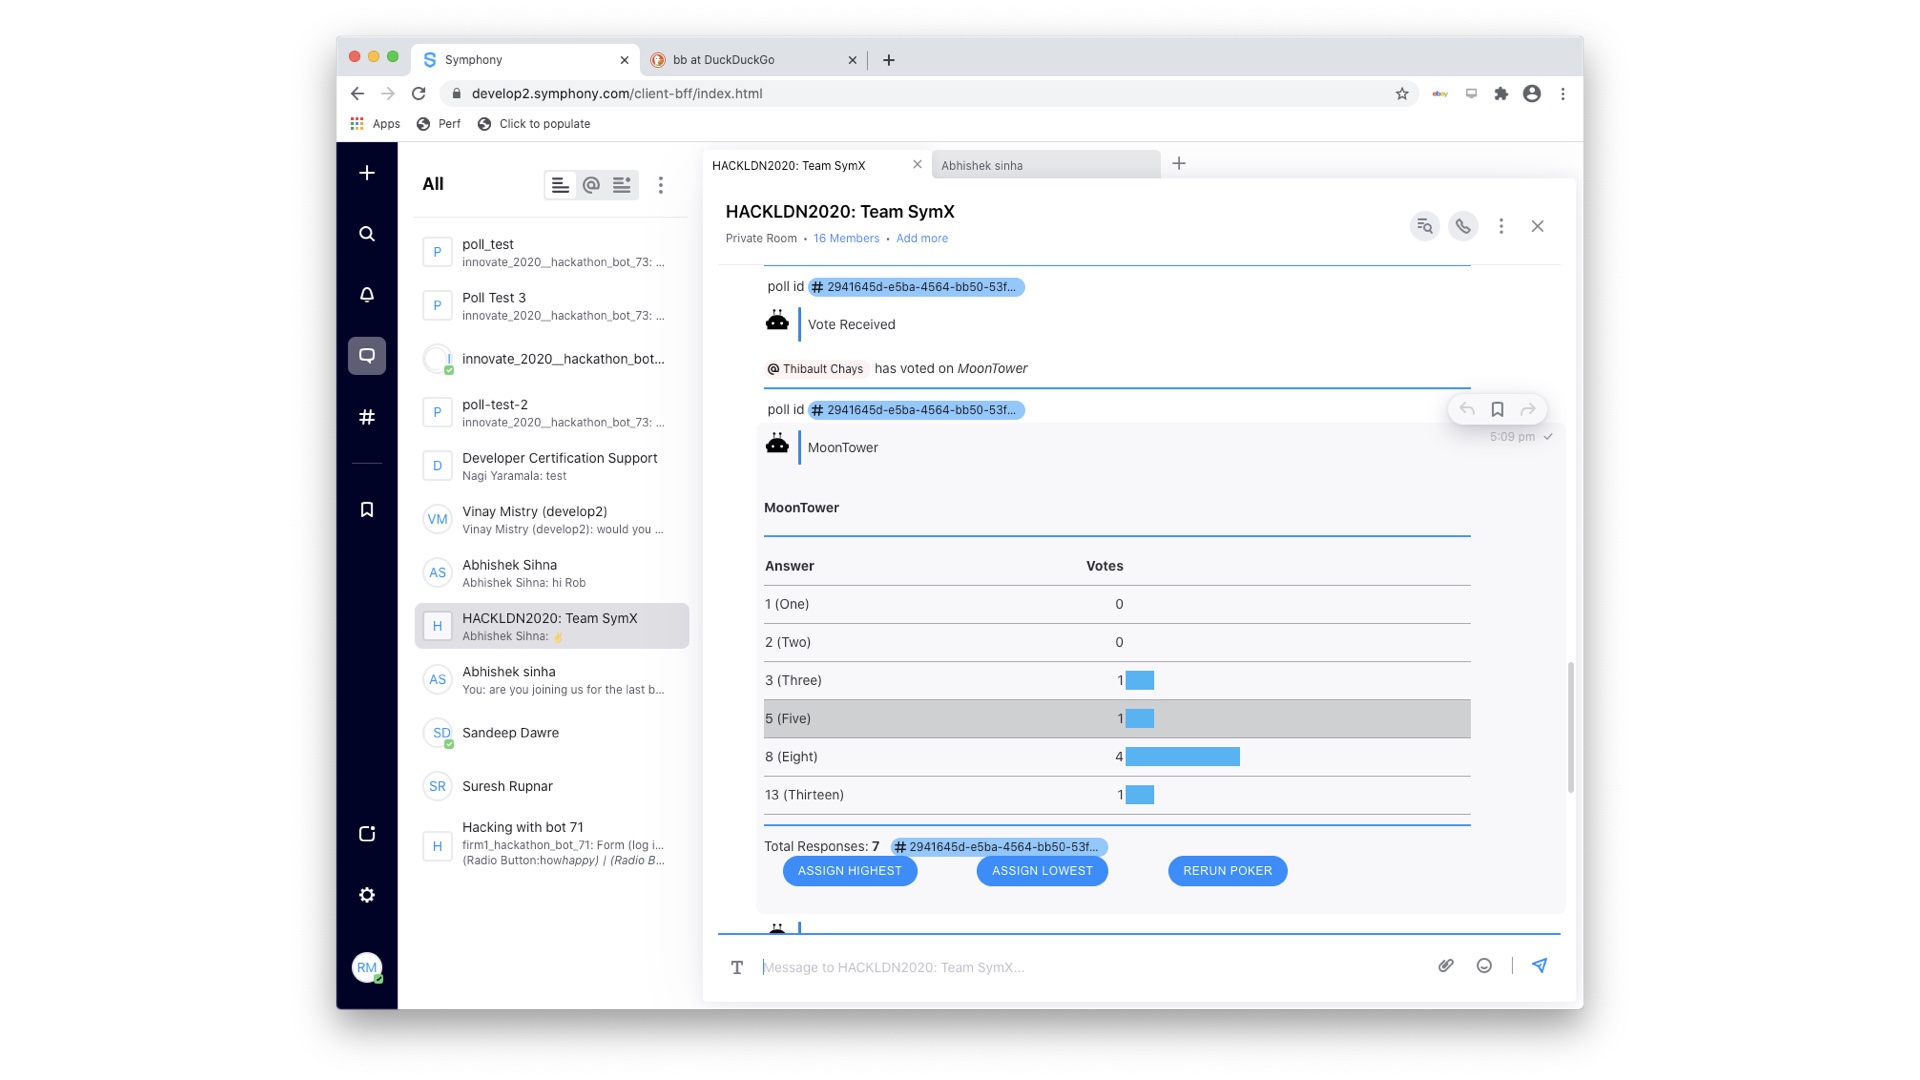 Symphony
bb at DuckDuckGo
develop2.symphony.com/client-bff/index.html
ebay
Apps
Perf
Click to populate
All
P
poll_test
innovate_2020__hackathon_bot_73: ...
P
Poll Test 3
innovate_2020__hackathon_bot_73: ...
I
innovate_2020__hackathon_bot...
P
poll-test-2
innovate_2020__hackathon_bot_73: ...
D
Developer Certification Support
Nagi Yaramala: test
VM
Vinay Mistry (develop2)
Vinay Mistry (develop2): would you ...
AS
Abhishek Sihna
Abhishek Sihna: hi Rob
H
HACKLDN2020: Team SymX
Abhishek Sihna: ✌
AS
Abhishek sinha
You: are you joining us for the last b...
SD
Sandeep Dawre
SR
Suresh Rupnar
H
Hacking with bot 71
firm1_hackathon_bot_71: Form (log i...
(Radio Button:howhappy) | (Radio B...
RM
HACKLDN2020: Team SymX
Abhishek sinha
HACKLDN2020: Team SymX
Private Room • 16 Members • Add more
poll id # 2941645d-e5ba-4564-bb50-53f...
Vote Received
@ Thibault Chays has voted on MoonTower
poll id # 2941645d-e5ba-4564-bb50-53f...
5:09 pm
MoonTower
MoonTower
Answer Votes
1 (One) 0
2 (Two) 0
3 (Three) 1
5 (Five) 1
8 (Eight) 4
13 (Thirteen) 1
Total Responses: 7 # 2941645d-e5ba-4564-bb50-53f...
ASSIGN HIGHEST ASSIGN LOWEST RERUN POKER
T Message to HACKLDN2020: Team SymX...